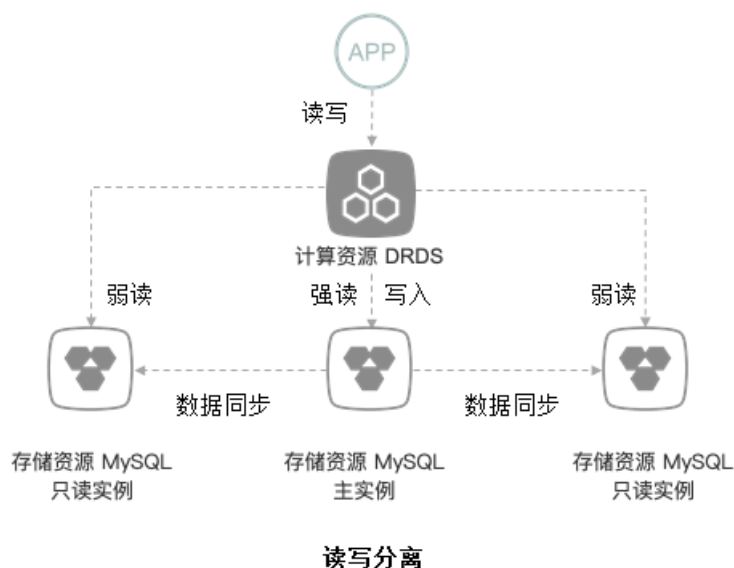 APP
读写
计算资源 DRDS
弱读
强读
写入
弱读
数据同步
数据同步
存储资源 MySQL
只读实例
存储资源 MySQL
主实例
存储资源 MySQL
只读实例
读写分离